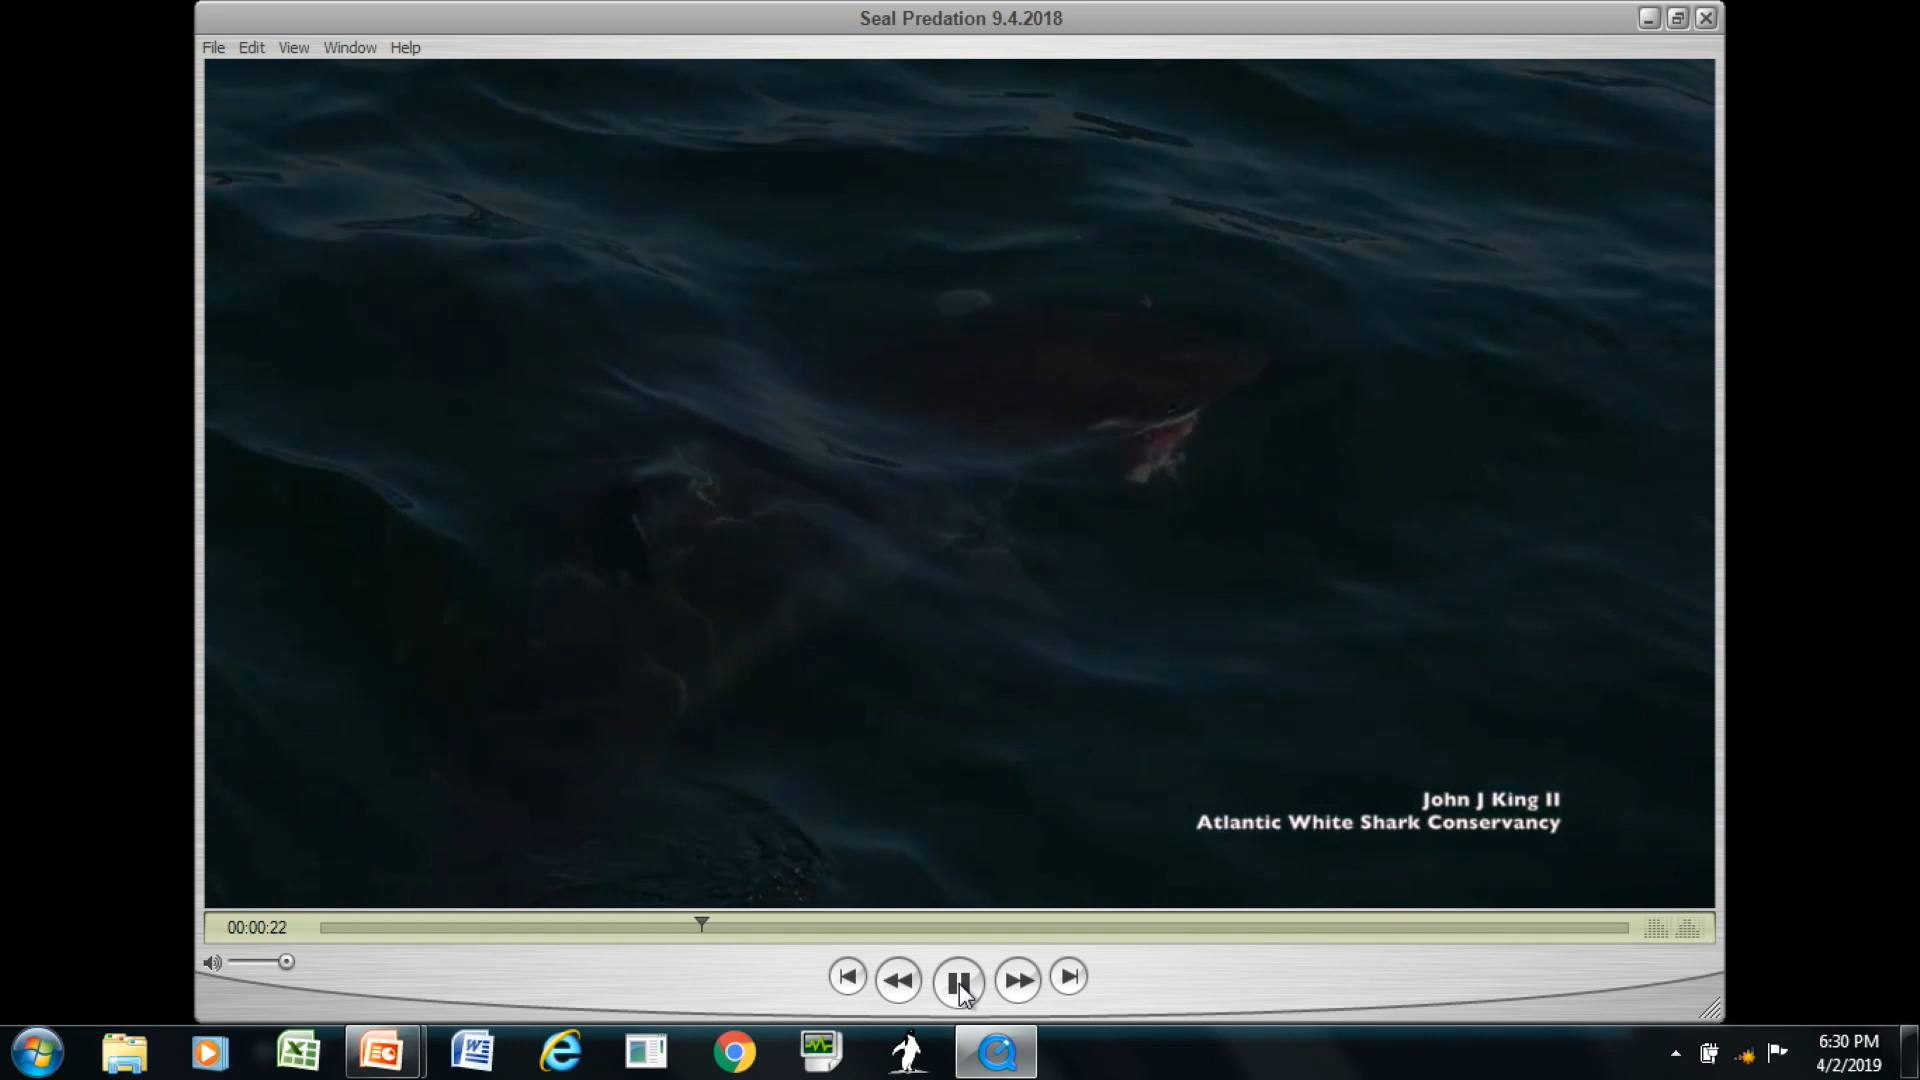 Seal Predation 9.4.2018
File Edit View Window Help
John J King II
Atlantic White Shark Conservancy
00:00:22
6:30 PM
4/2/2019